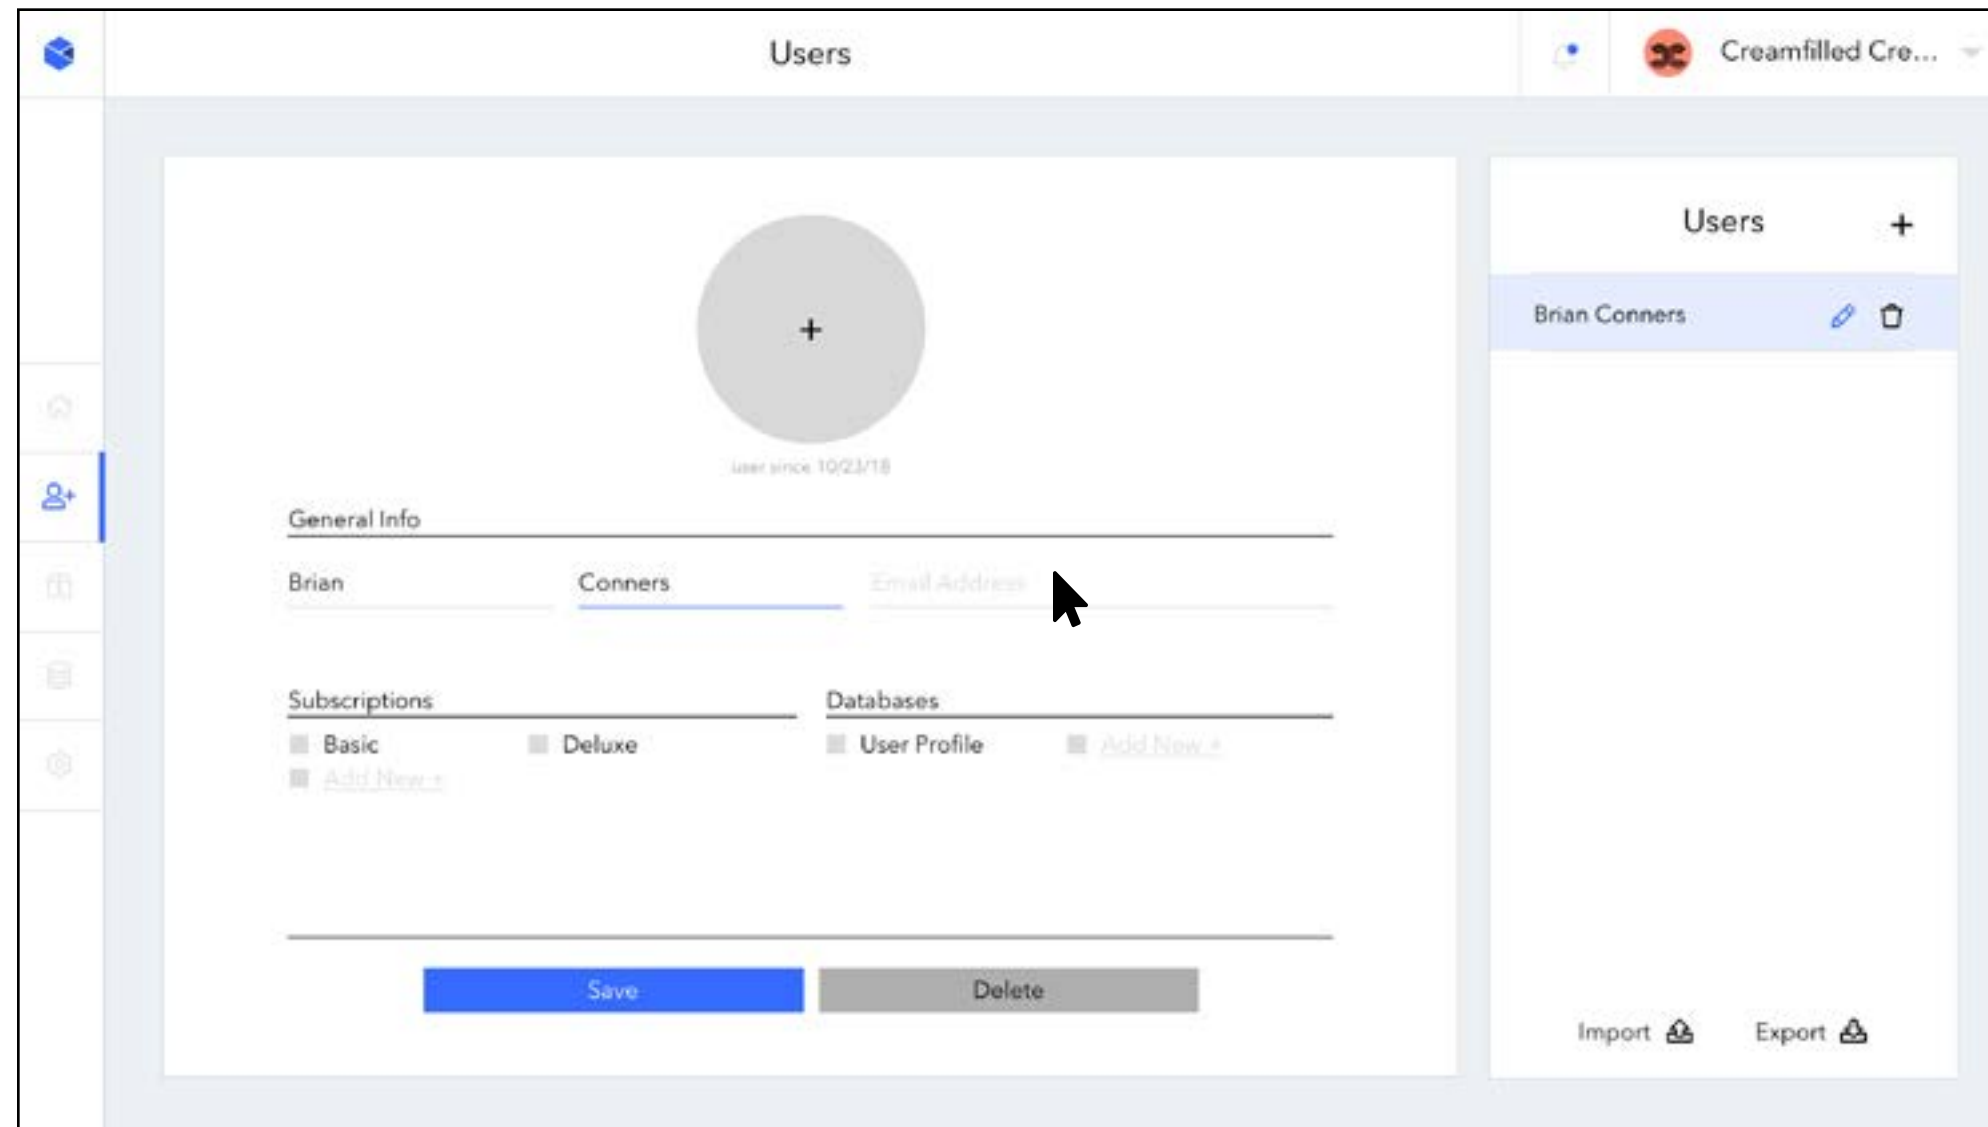 Users
Creamfilled Cre...
Users +
Brian Conners
+
user since 10/23/18
General Info
Brian Conners Email Address
Subscriptions
Databases
Basic Deluxe
User Profile Add New +
Add New +
Save Delete
Import Export